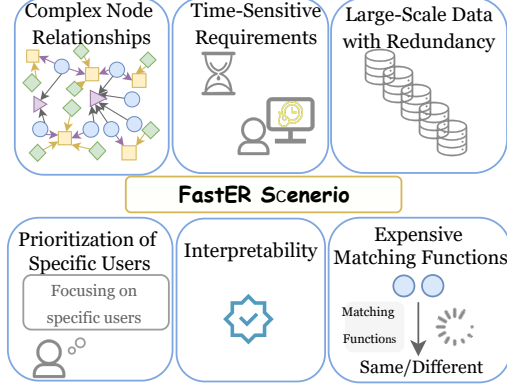 Complex Node
Relationships
Time-Sensitive
Requirements
Large-Scale Data
with Redundancy
FastER Scenerio
Prioritization of
Specific Users
Focusing on
specific users
Interpretability
Expensive
Matching Functions
Matching
Functions
Same/Different